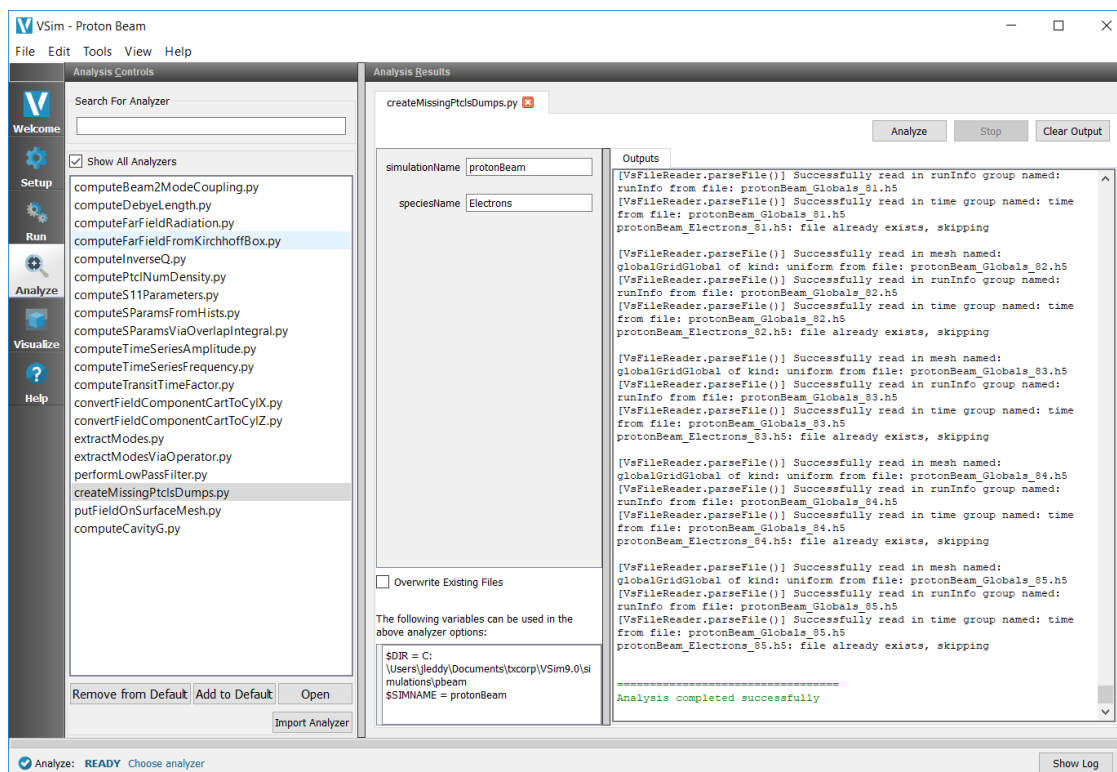 VSim - Proton Beam
File Edit Tools View Help
Analysis Controls
Analysis Results
Welcome
Setup
Run
Analyze
Visualize
Help
Search For Analyzer
Show All Analyzers
computeBeam2ModeCoupling.py
computeDebyeLength.py
computeFarFieldRadiation.py
computeFarFieldFromKirchhoffBox.py
computeInverseQ.py
computePtclNumDensity.py
computeS11Parameters.py
computeSParamsFromHists.py
computeSParamsViaOverlapIntegral.py
computeTimeSeriesAmplitude.py
computeTimeSeriesFrequency.py
computeTransitTimeFactor.py
convertFieldComponentCartToCylX.py
convertFieldComponentCartToCylZ.py
extractModes.py
extractModesViaOperator.py
performLowPassFilter.py
createMissingPtclsDumps.py
putFieldOnSurfaceMesh.py
computeCavityG.py
Remove from Default Add to Default Open
Import Analyzer
createMissingPtclsDumps.py
Analyze Stop Clear Output
simulationName protonBeam
speciesName Electrons
Overwrite Existing Files
The following variables can be used in the
above analyzer options:
$DIR = C:
\Users\jleddy\Documents\txcorp\VSim9.0\si
mulations\pbeam
$SIMNAME = protonBeam
Outputs
[VsFileReader.parseFile()] Successfully read in runInfo group named:
runInfo from file: protonBeam_Globals_81.h5
[VsFileReader.parseFile()] Successfully read in time group named: time
from file: protonBeam_Globals_81.h5
protonBeam_Electrons_81.h5: file already exists, skipping
[VsFileReader.parseFile()] Successfully read in mesh named:
globalGridGlobal of kind: uniform from file: protonBeam_Globals_82.h5
[VsFileReader.parseFile()] Successfully read in runInfo group named:
runInfo from file: protonBeam_Globals_82.h5
[VsFileReader.parseFile()] Successfully read in time group named: time
from file: protonBeam_Globals_82.h5
protonBeam_Electrons_82.h5: file already exists, skipping
[VsFileReader.parseFile()] Successfully read in mesh named:
globalGridGlobal of kind: uniform from file: protonBeam_Globals_83.h5
[VsFileReader.parseFile()] Successfully read in runInfo group named:
runInfo from file: protonBeam_Globals_83.h5
[VsFileReader.parseFile()] Successfully read in time group named: time
from file: protonBeam_Globals_83.h5
protonBeam_Electrons_83.h5: file already exists, skipping
[VsFileReader.parseFile()] Successfully read in mesh named:
globalGridGlobal of kind: uniform from file: protonBeam_Globals_84.h5
[VsFileReader.parseFile()] Successfully read in runInfo group named:
runInfo from file: protonBeam_Globals_84.h5
[VsFileReader.parseFile()] Successfully read in time group named: time
from file: protonBeam_Globals_84.h5
protonBeam_Electrons_84.h5: file already exists, skipping
[VsFileReader.parseFile()] Successfully read in mesh named:
globalGridGlobal of kind: uniform from file: protonBeam_Globals_85.h5
[VsFileReader.parseFile()] Successfully read in runInfo group named:
runInfo from file: protonBeam_Globals_85.h5
[VsFileReader.parseFile()] Successfully read in time group named: time
from file: protonBeam_Globals_85.h5
protonBeam_Electrons_85.h5: file already exists, skipping
==================================
Analysis completed successfully
Analyze: READY Choose analyzer
Show Log